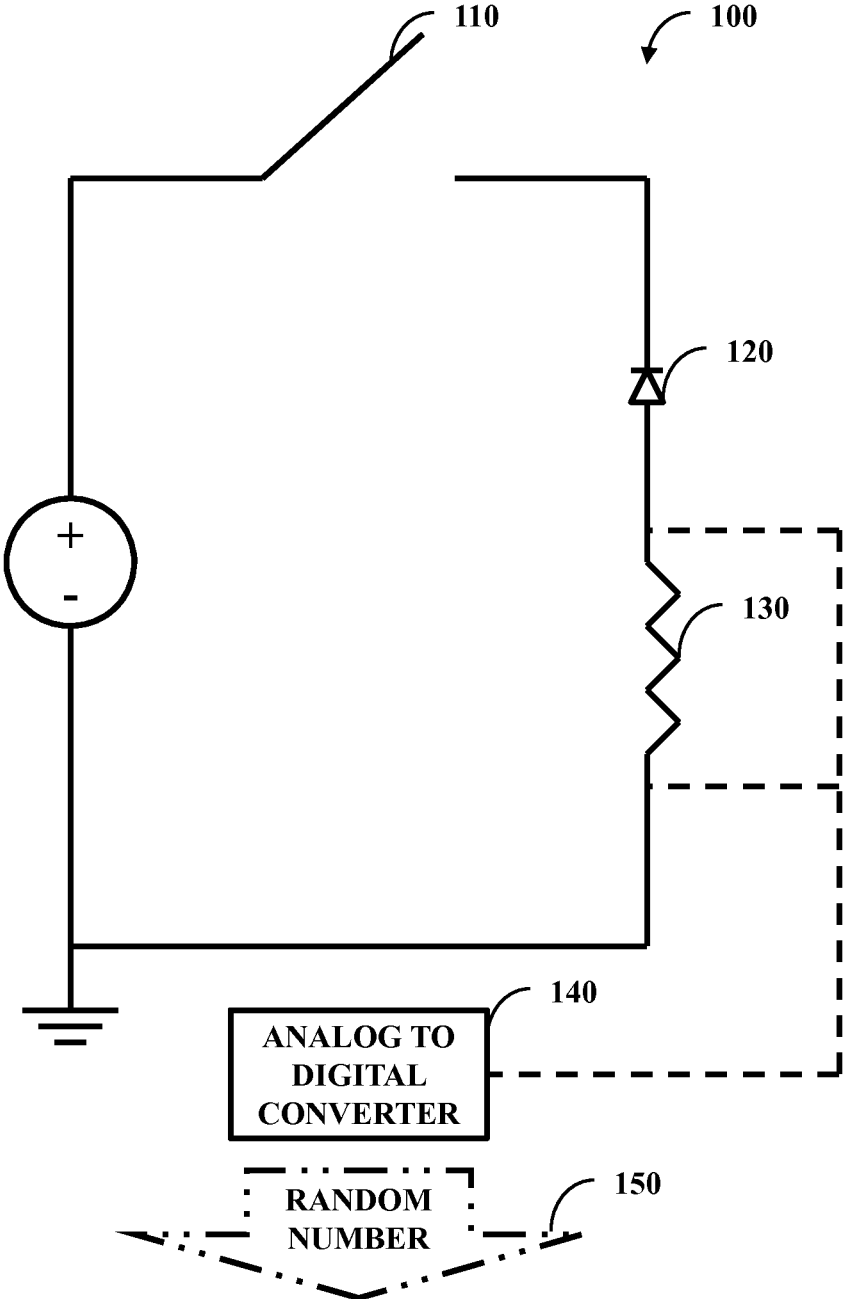 110
100
120
+
-
130
140
ANALOG TO
DIGITAL
CONVERTER
150
RANDOM
NUMBER